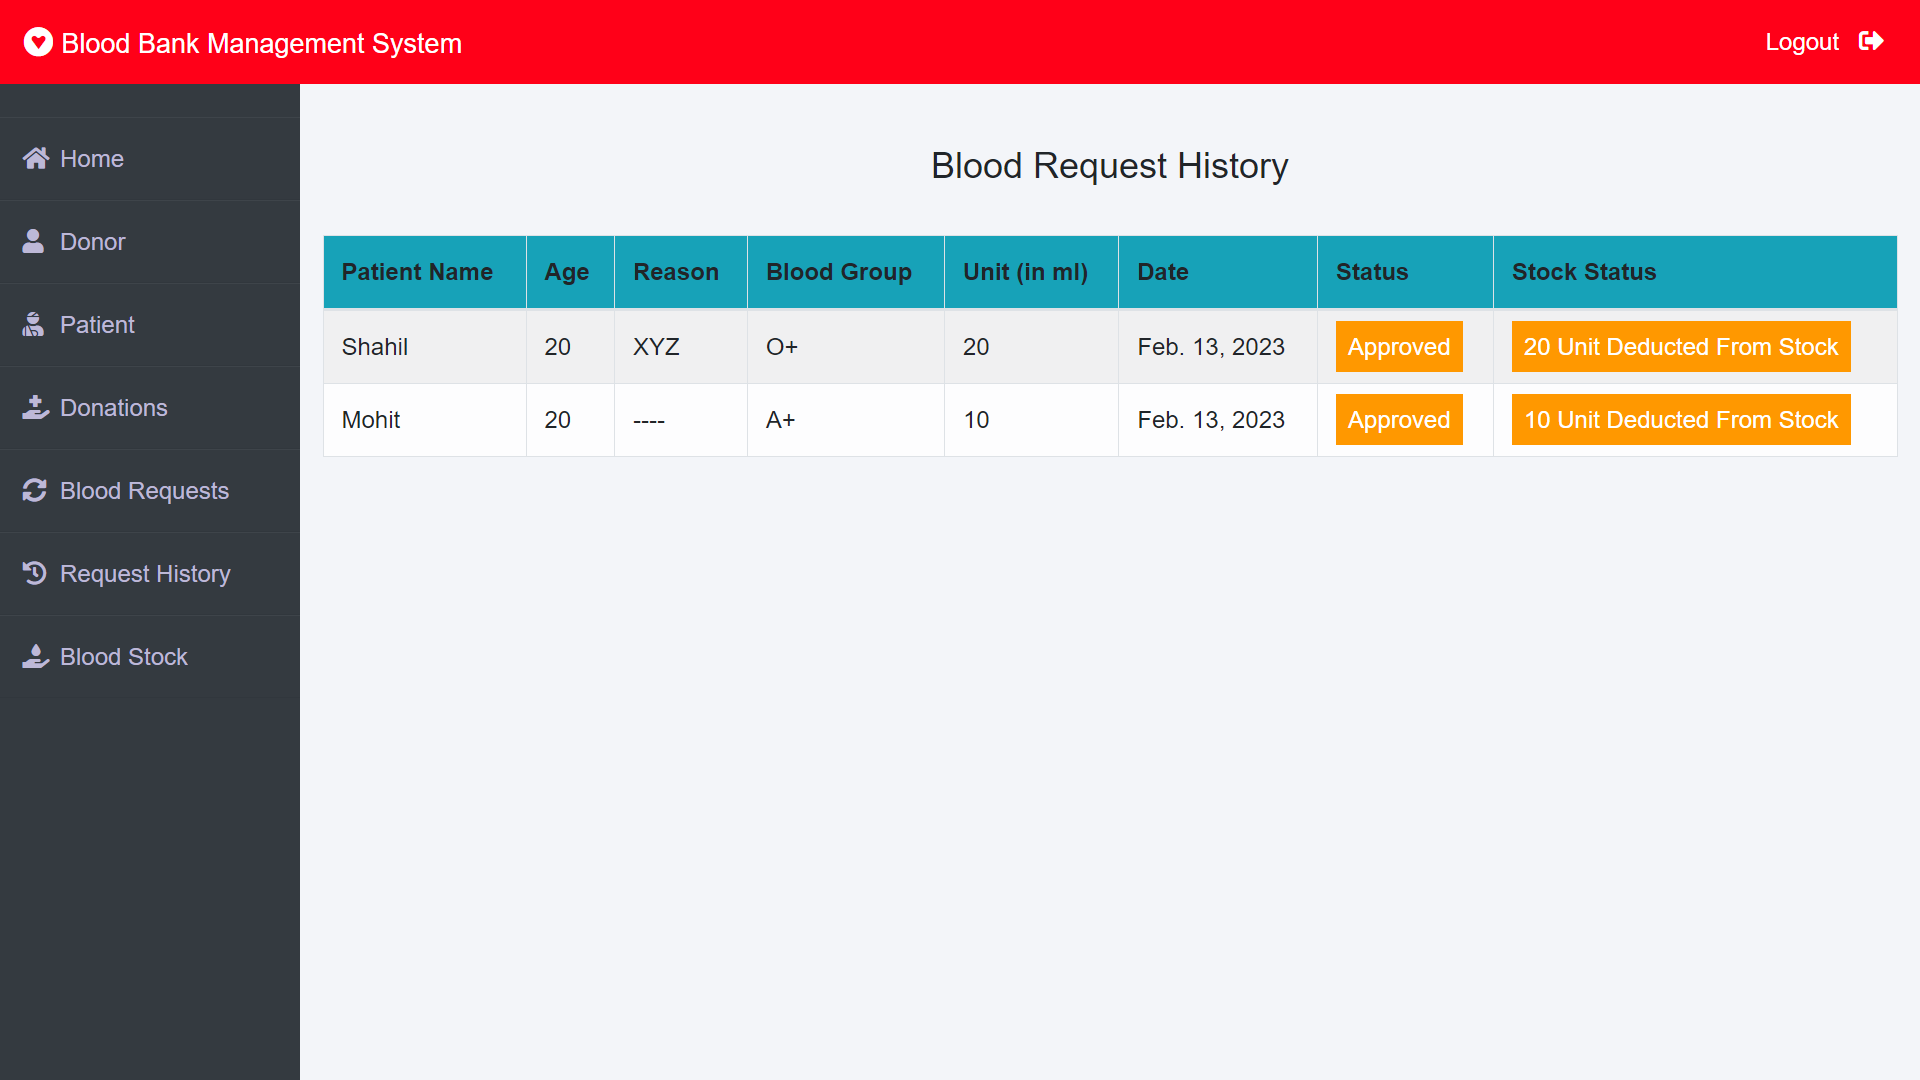 Blood Bank Management System
Logout
Home
Donor
Patient
Donations
Blood Requests
Request History
Blood Stock
Blood Request History
Patient Name Age Reason Blood Group Unit (in ml) Date Status Stock Status
Shahil 20 XYZ O+ 20 Feb. 13, 2023 Approved 20 Unit Deducted From Stock
Mohit 20 ---- A+ 10 Feb. 13, 2023 Approved 10 Unit Deducted From Stock